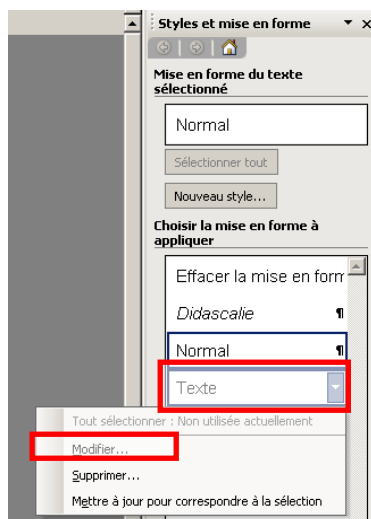 Styles et mise en forme
Mise en forme du texte
sélectionné
Normal
Sélectionner tout
Nouveau style...
Choisir la mise en forme à
appliquer
Effacer la mise en form
Didascalie ¶
Normal ¶
Texte
Tout sélectionner : Non utilisée actuellement
Modifier...
Supprimer...
Mettre à jour pour correspondre à la sélection